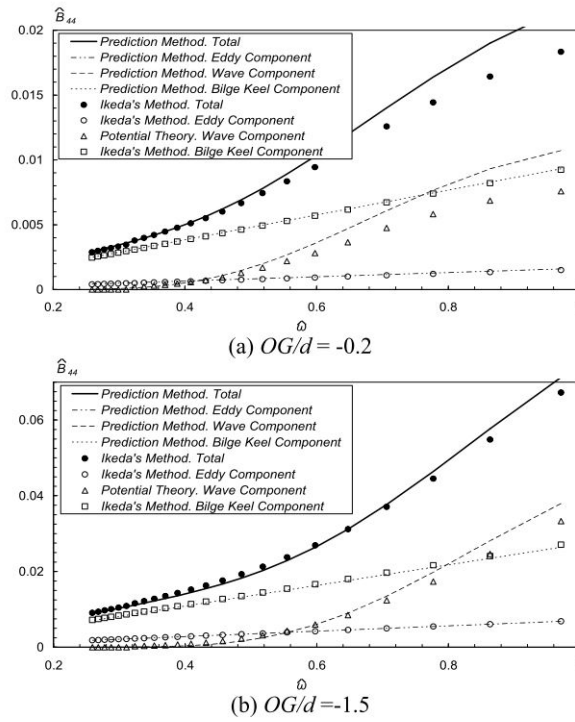 B̂₄₄
0.02
Prediction Method. Total
Prediction Method. Eddy Component
Prediction Method. Wave Component
Prediction Method. Bilge Keel Component
0.015
Ikeda's Method. Total
Ikeda's Method. Eddy Component
Potential Theory. Wave Component
Ikeda's Method. Bilge Keel Component
0.01
0.005
0
0.2 0.4 0.6 0.8 1
ω̂
(a) OG/d = -0.2
B̂₄₄
Prediction Method. Total
0.06
Prediction Method. Eddy Component
Prediction Method. Wave Component
Prediction Method. Bilge Keel Component
Ikeda's Method. Total
Ikeda's Method. Eddy Component
0.04
Potential Theory. Wave Component
Ikeda's Method. Bilge Keel Component
0.02
0
0.2 0.4 0.6 0.8 1
ω̂
(b) OG/d =-1.5